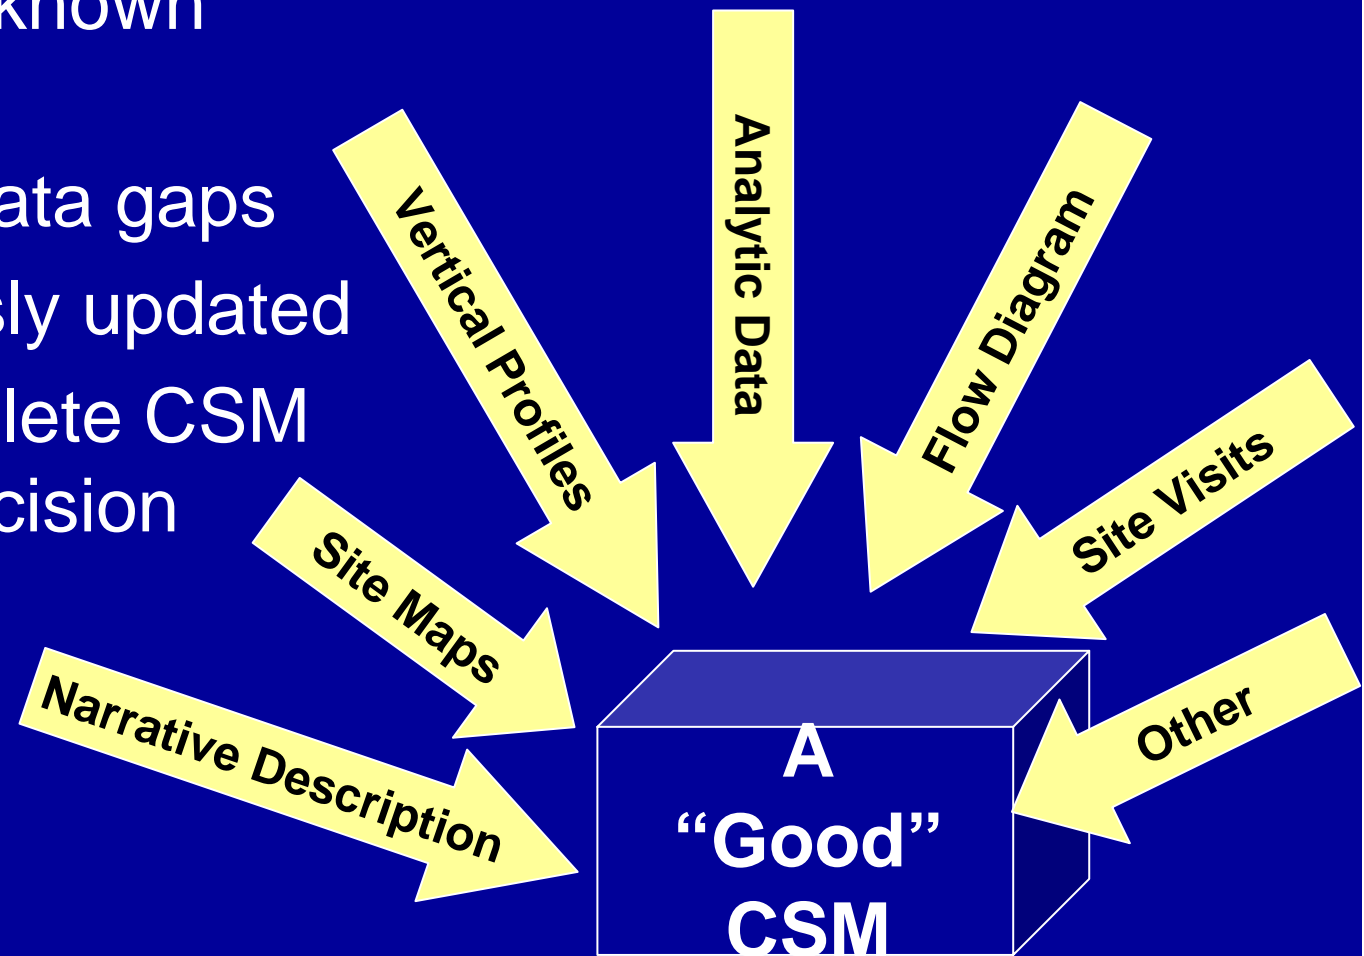 known
ata gaps
sly updated
lete CSM
cision
Narrative Description
Site Maps
Vertical Profiles
Analytic Data
Flow Diagram
Site Visits
Other
A
“Good”
CSM